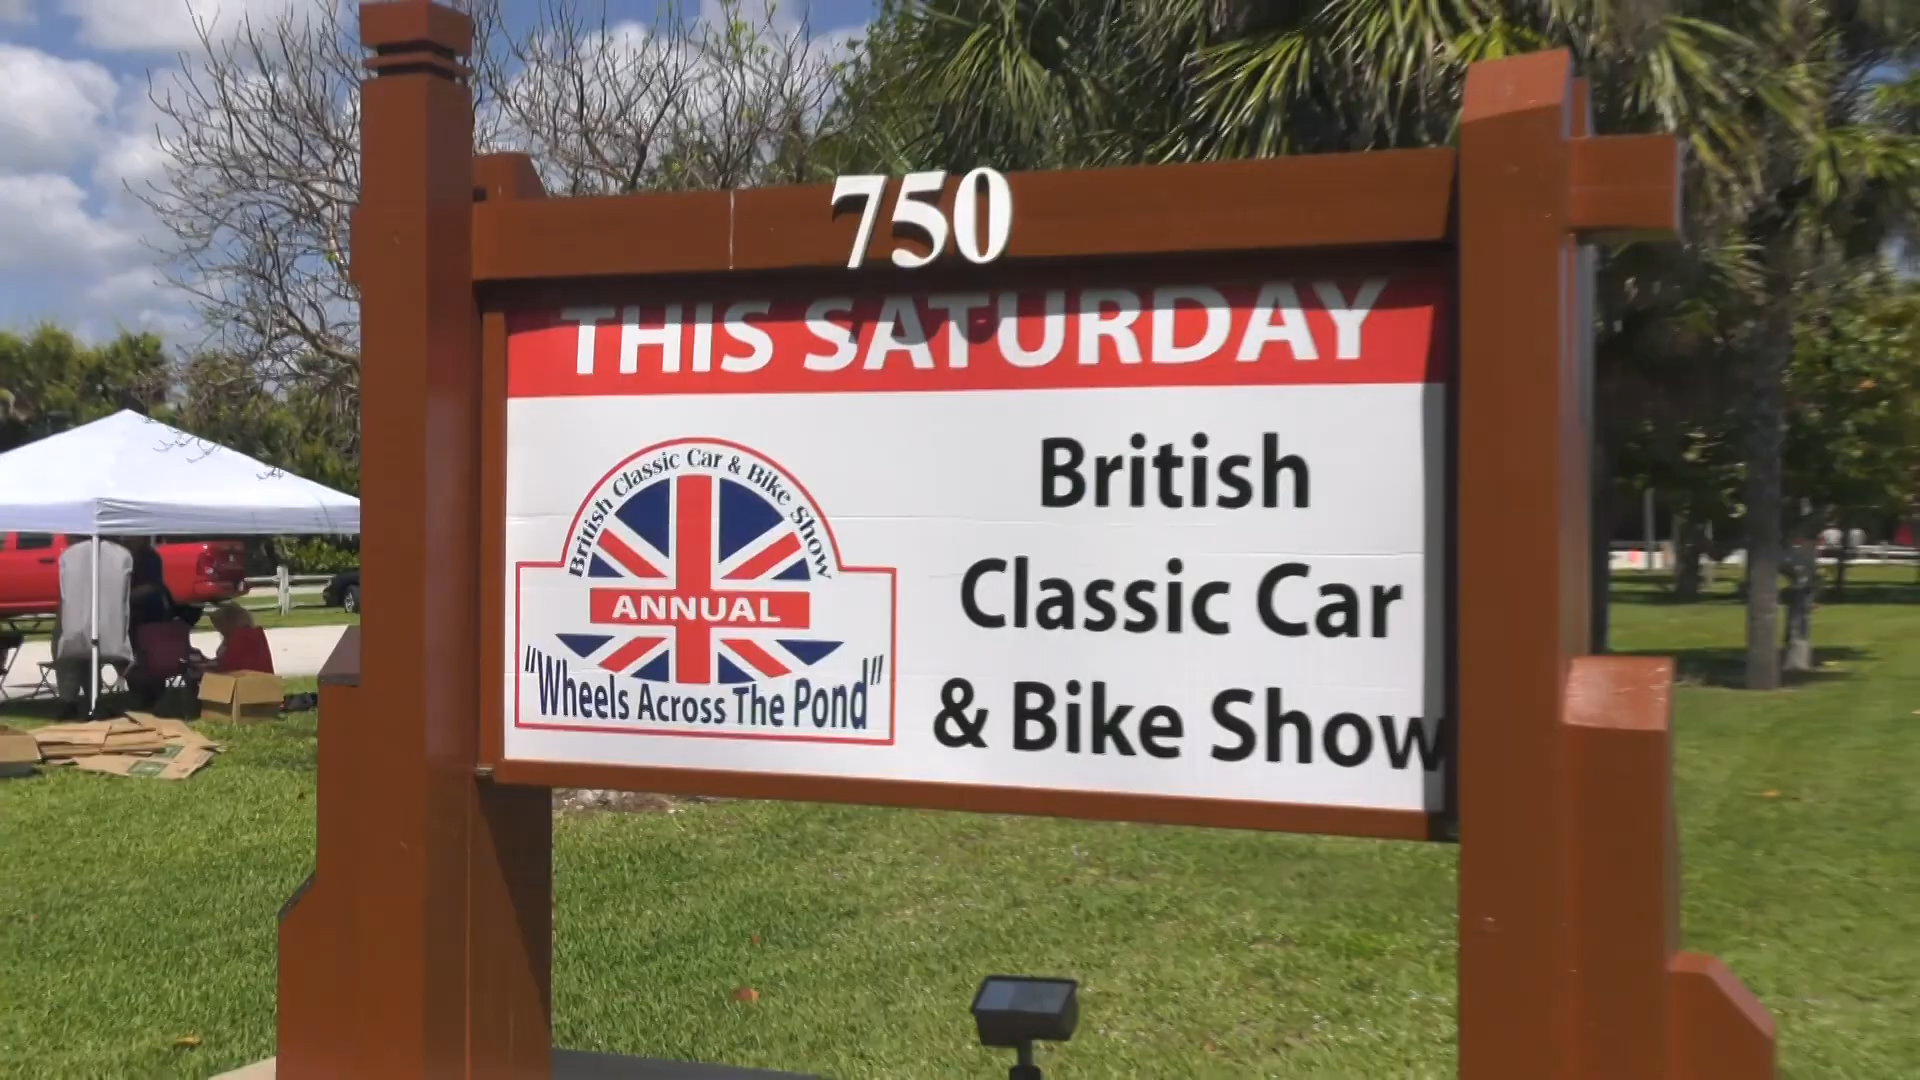 750
THIS SATURDAY
British Classic Car & Bike Show
ANNUAL
"Wheels Across The Pond"
British
Classic Car
& Bike Show